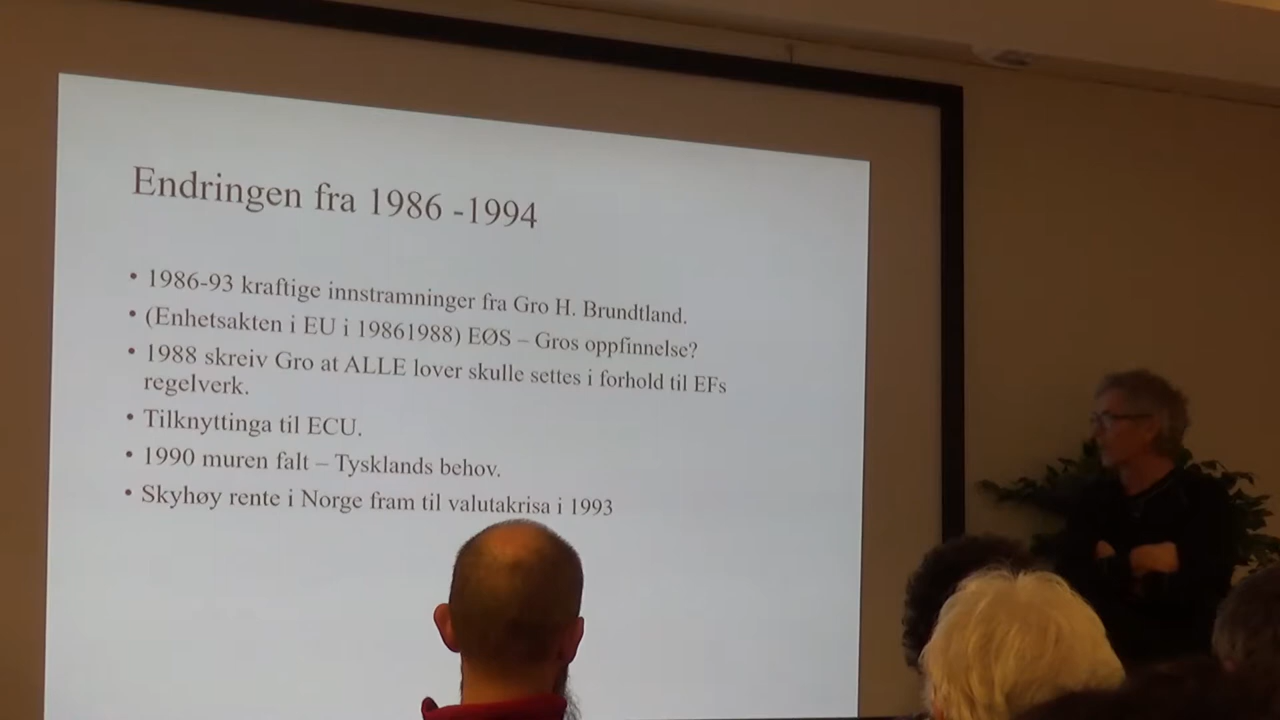 Endringen fra 1986 -1994
• 1986-93 kraftige innstramninger fra Gro H. Brundtland.
• (Enhetsakten i EU i 19861988) EØS – Gros oppfinnelse?
• 1988 skreiv Gro at ALLE lover skulle settes i forhold til EFs
regelverk.
• Tilknyttinga til ECU.
• 1990 muren falt – Tysklands behov.
• Skyhøy rente i Norge fram til valutakrisa i 1993